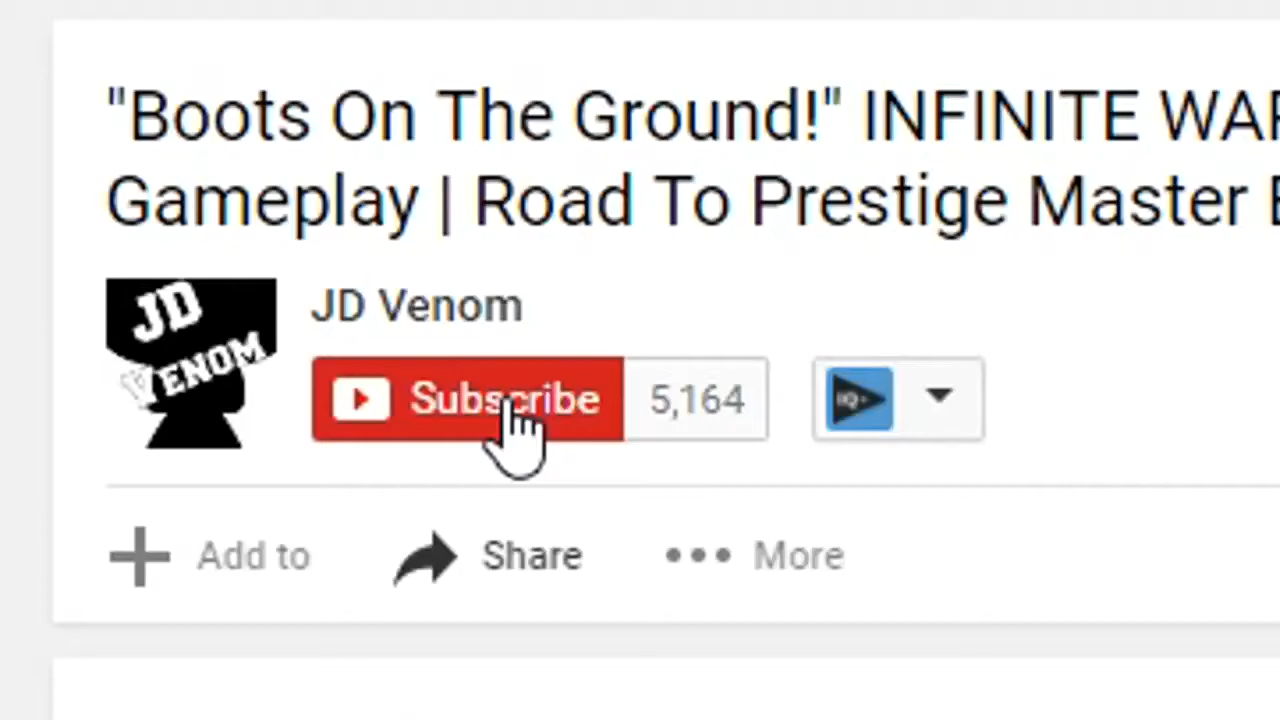 "Boots On The Ground!" INFINITE WAR
Gameplay | Road To Prestige Master
JD
VENOM
JD Venom
Subscribe 5,164
IQ+
Add to Share More